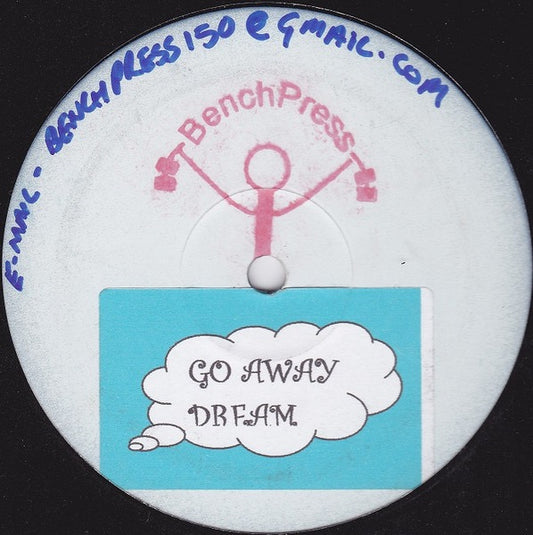 E-MAIL - BENCHPRESS150@GMAIL.COM
BenchPress
GO AWAY
DREAM